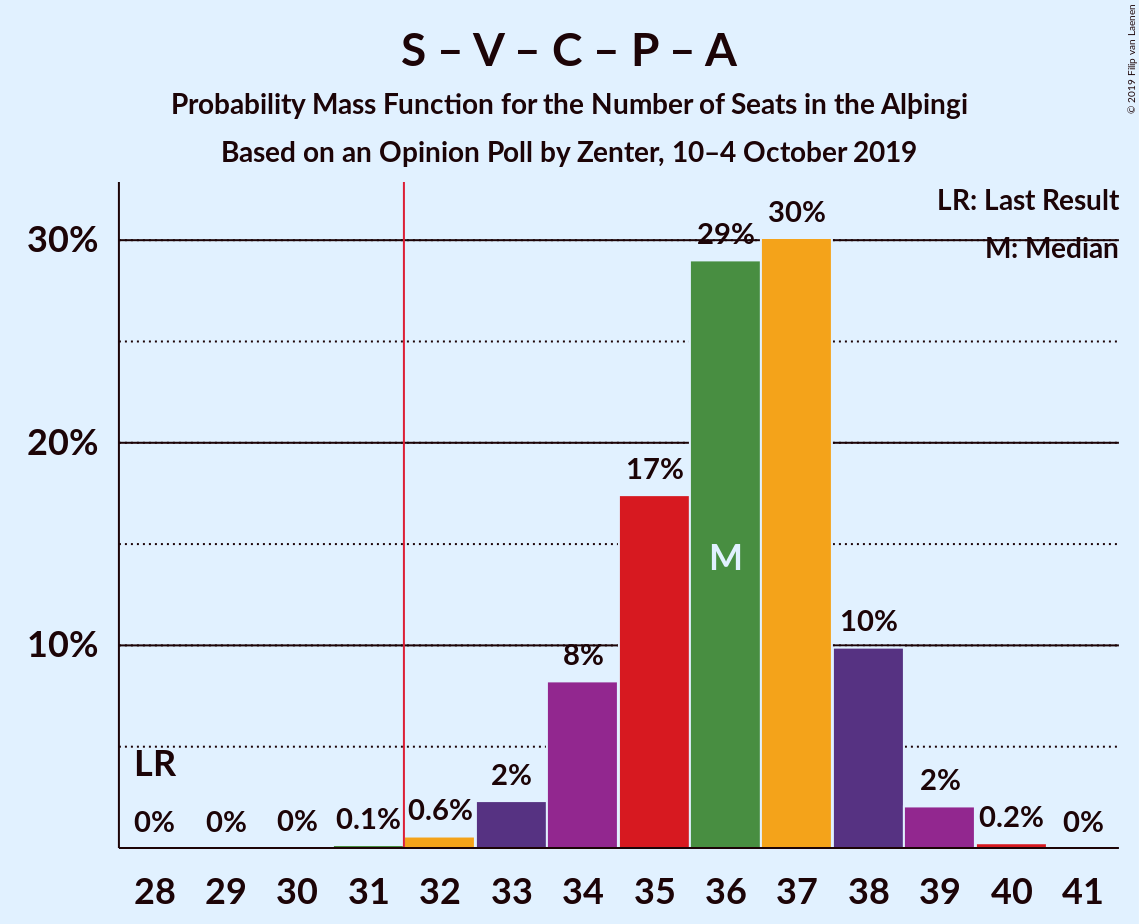 S – V – C – P – A
Probability Mass Function for the Number of Seats in the Alþingi
Based on an Opinion Poll by Zenter, 10–4 October 2019
© 2019 Filip van Laenen
LR: Last Result
M: Median
30%
20%
10%
LR
0%
0%
0%
0.1%
0.6%
2%
8%
17%
29%
30%
10%
2%
0.2%
0%
M
28 29 30 31 32 33 34 35 36 37 38 39 40 41